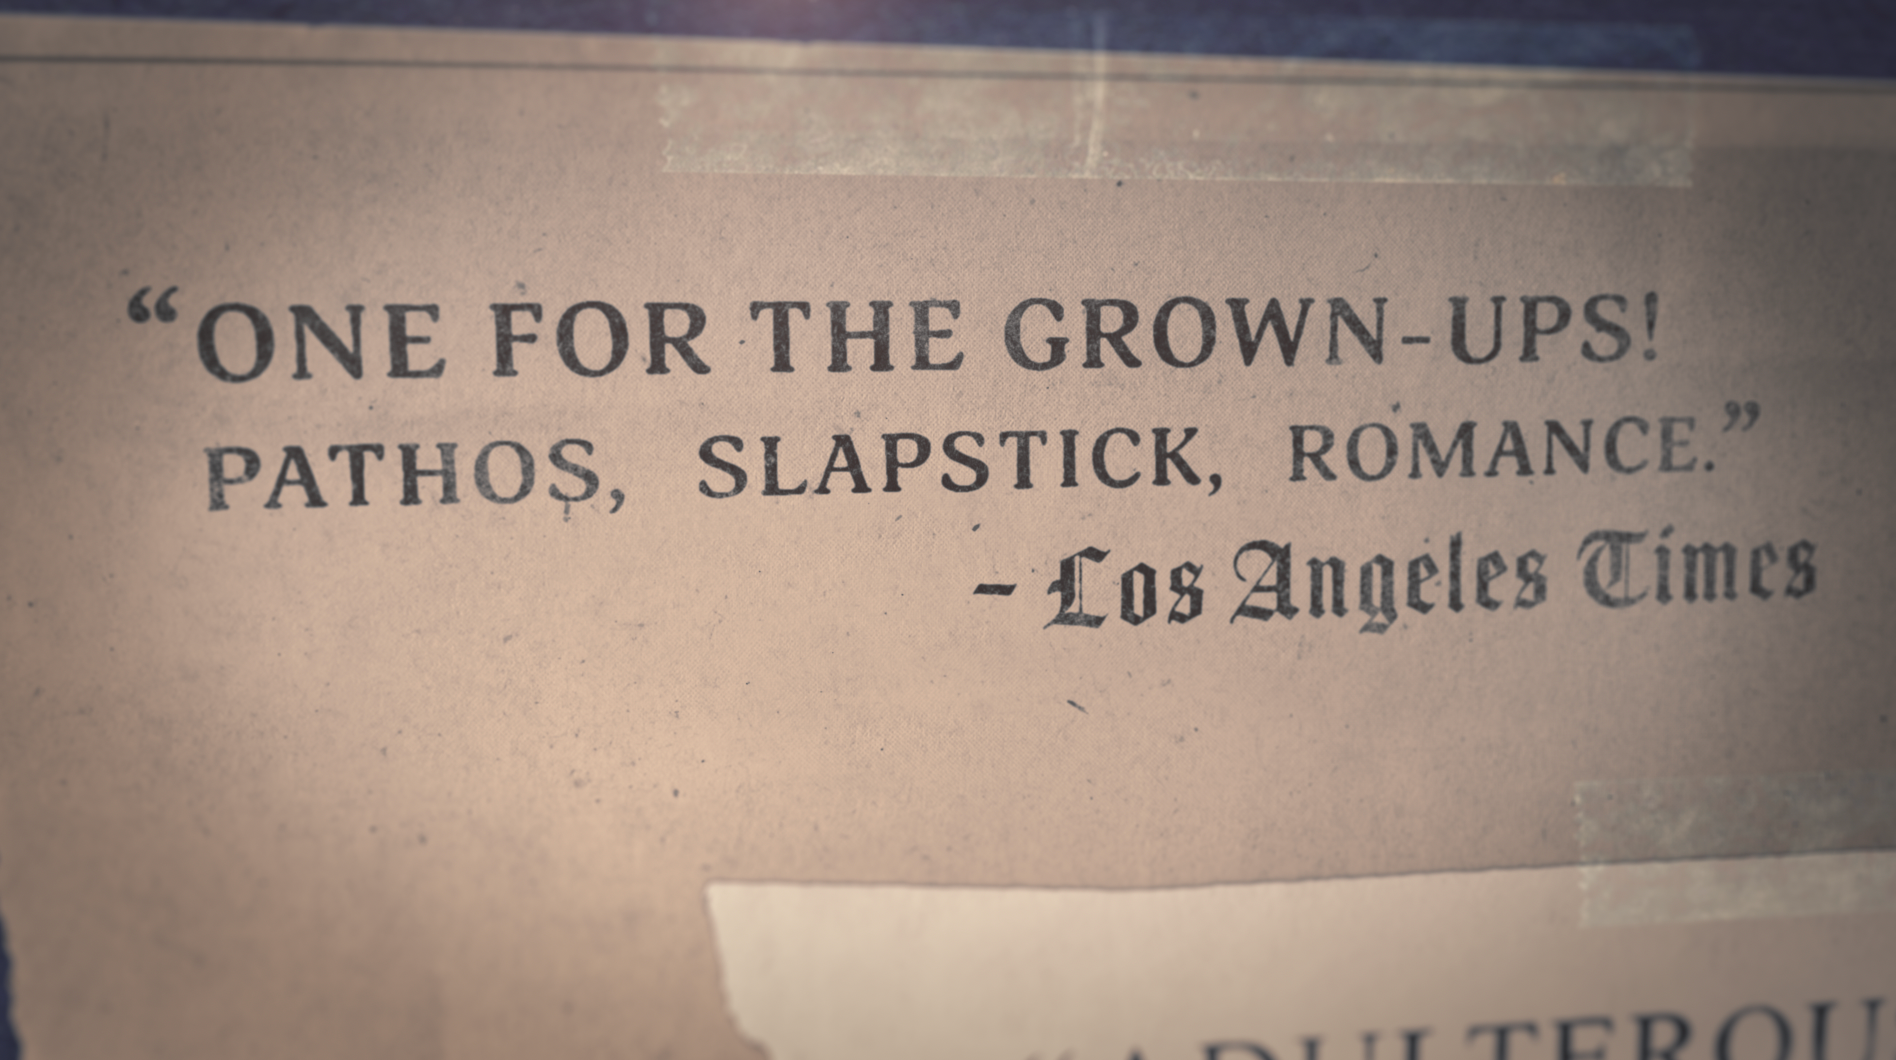 “ONE FOR THE GROWN-UPS!
PATHOS, SLAPSTICK, ROMANCE.”
- Los Angeles Times